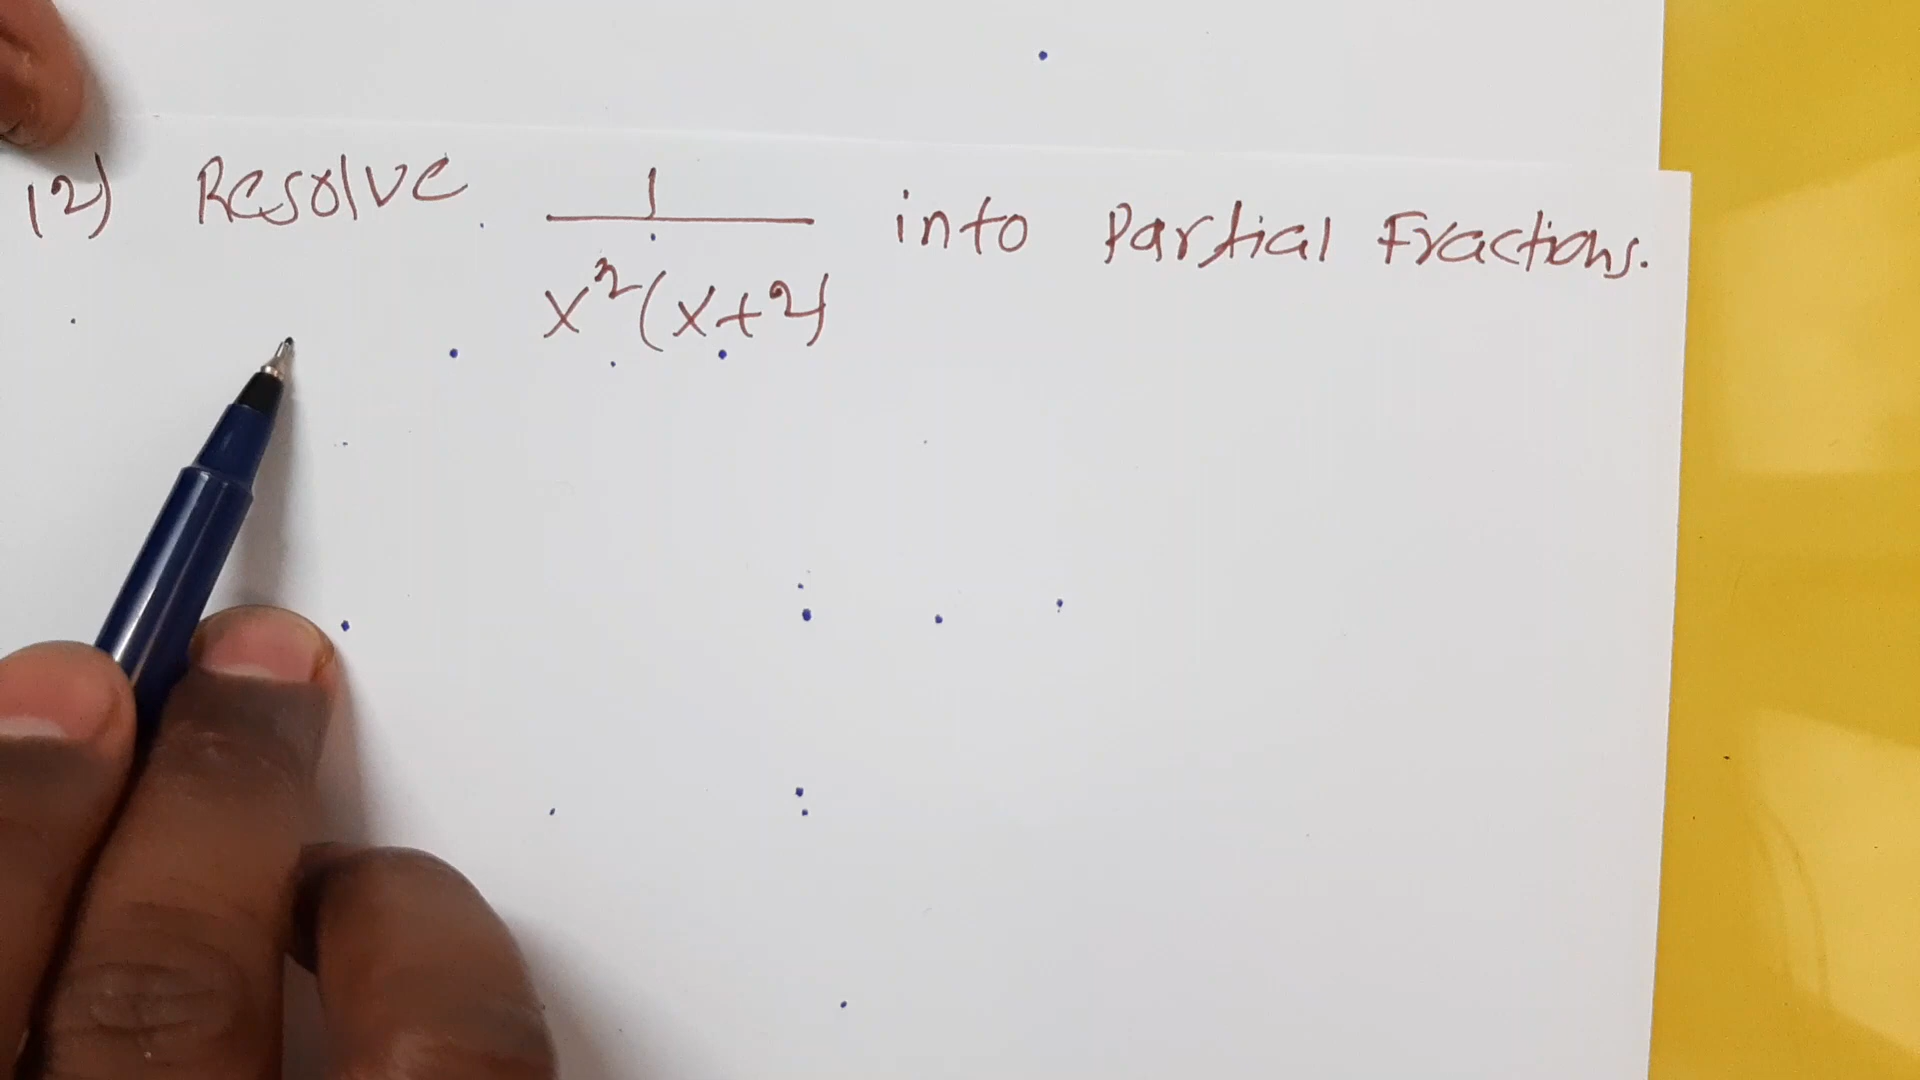 12) Resolve 1 into Partial Fractions.
x²(x+2)